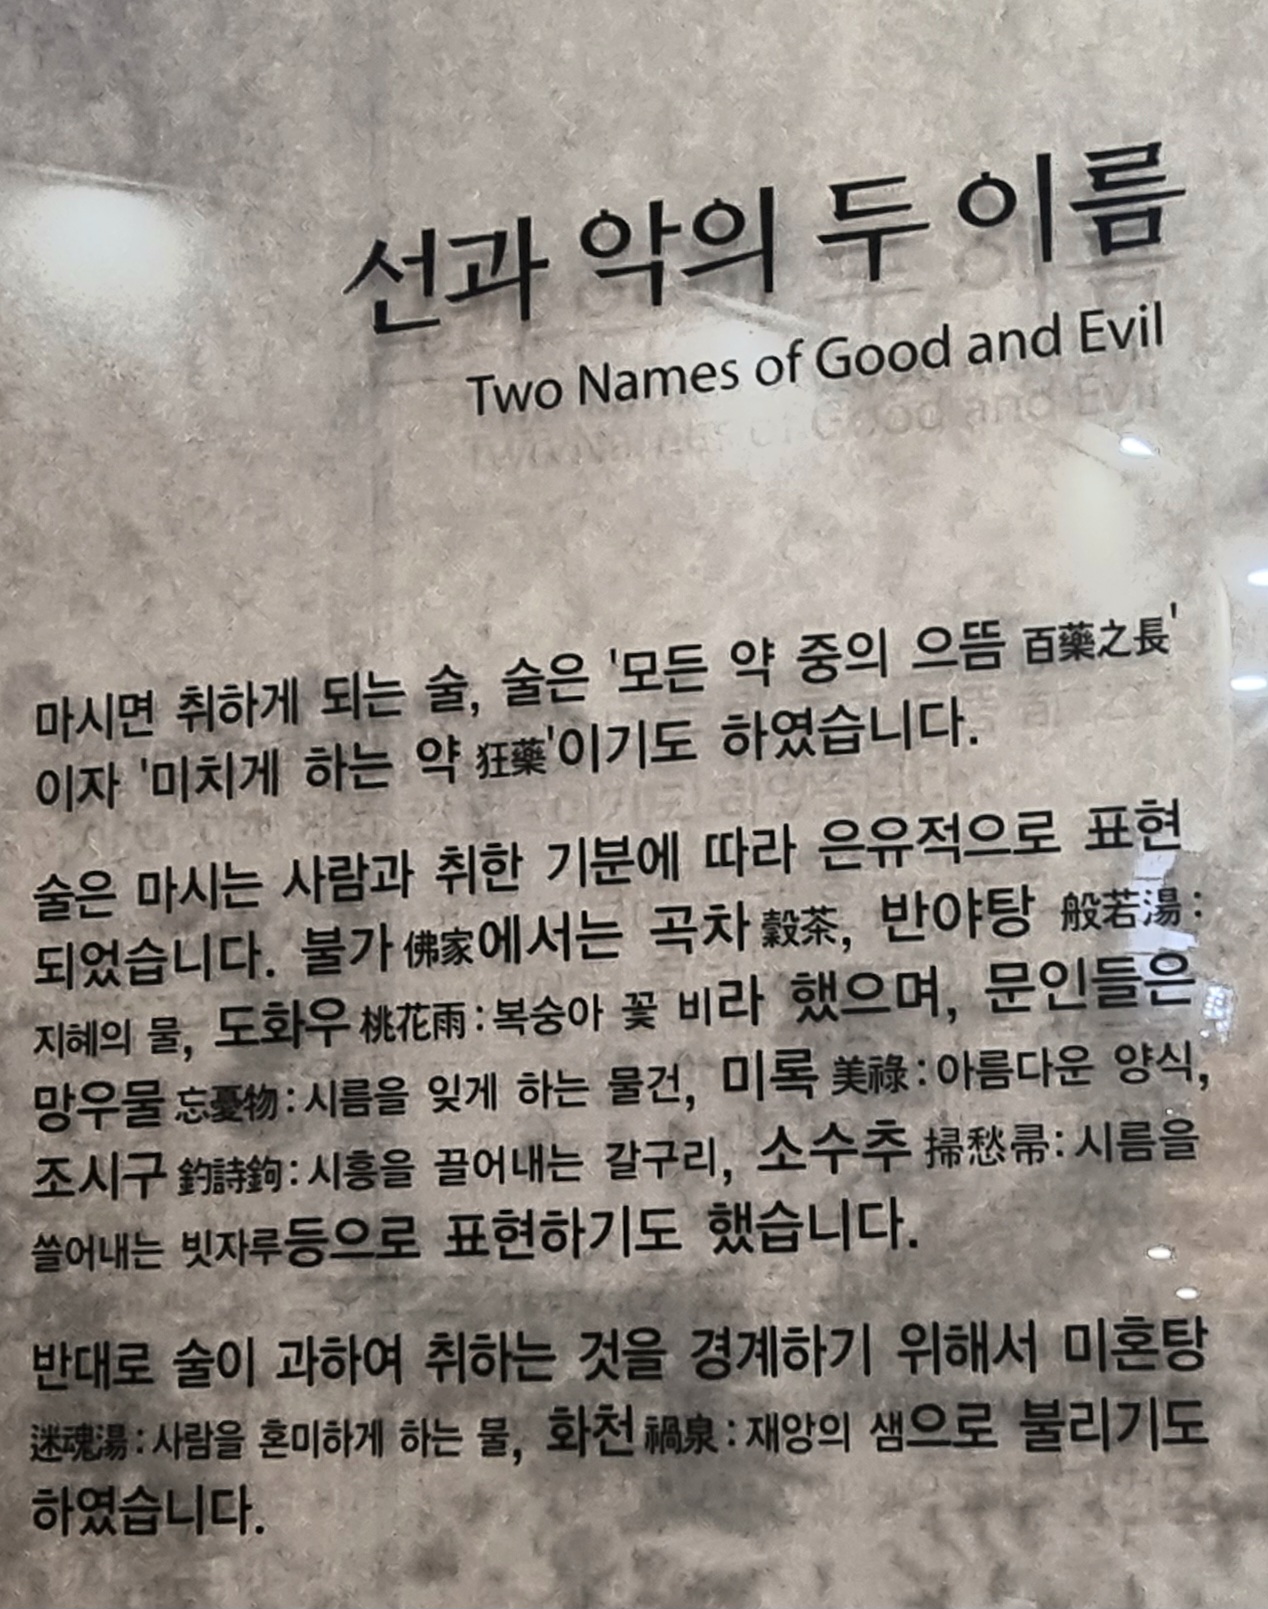 선과 악의 두 이름
Two Names of Good and Evil
마시면 취하게 되는 술, 술은 '모든 약 중의 으뜸 百藥之長'
이자 '미치게 하는 약 狂藥'이기도 하였습니다.
술은 마시는 사람과 취한 기분에 따라 은유적으로 표현
되었습니다. 불가 佛家에서는 곡차 穀茶, 반야탕 般若湯:
지혜의 물, 도화우 桃花雨:복숭아 꽃 비라 했으며, 문인들은
망우물 忘憂物:시름을 잊게 하는 물건, 미록 美祿:아름다운 양식,
조시구 釣詩鉤:시흥을 끌어내는 갈구리, 소수추 掃愁帚:시름을
쓸어내는 빗자루등으로 표현하기도 했습니다.
반대로 술이 과하여 취하는 것을 경계하기 위해서 미혼탕
迷魂湯:사람을 혼미하게 하는 물, 화천 禍泉:재앙의 샘으로 불리기도
하였습니다.